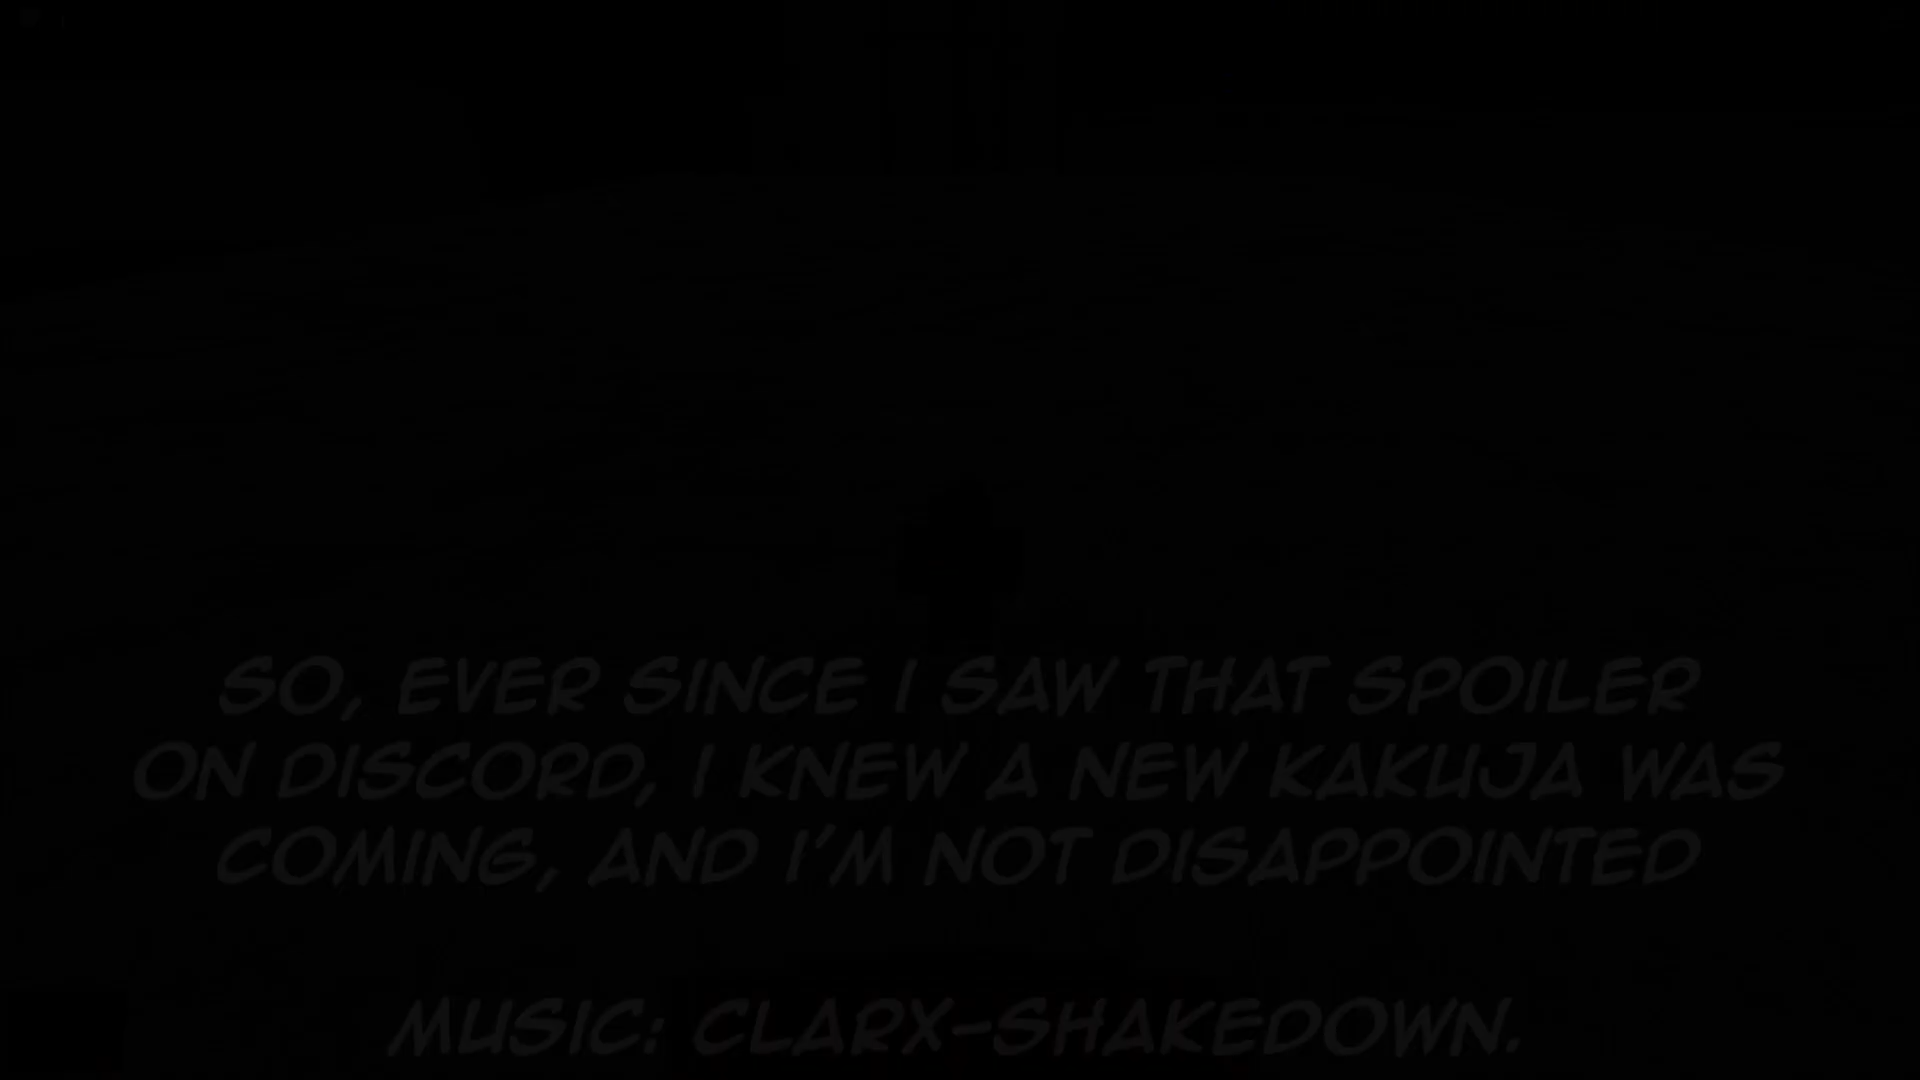 SO, EVER SINCE I SAW THAT SPOILER
ON DISCORD, I KNEW A NEW KAKUJA WAS
COMING, AND I'M NOT DISAPPOINTED
MUSIC: CLARX-SHAKEDOWN.